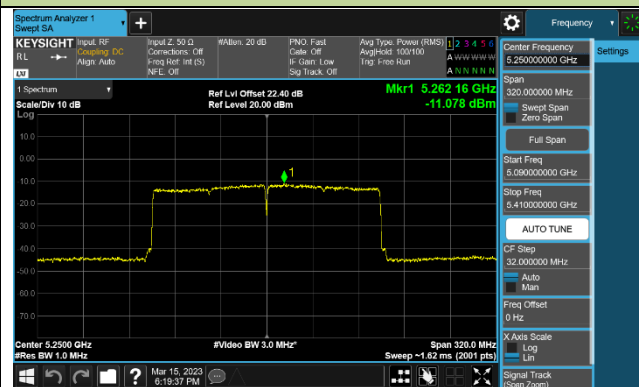 Spectrum Analyzer 1
Swept SA
Frequency
KEYSIGHT
RL
LXI
Input: RF
Coupling: DC
Align: Auto
Input Z: 50 Ω
Corrections: Off
Freq Ref: Int (S)
NFE: Off
#Atten: 20 dB
PNO: Fast
Gate: Off
IF Gain: Low
Sig Track: Off
Avg Type: Power (RMS)
Avg|Hold: 100/100
Trig: Free Run
1 2 3 4 5 6
A W W W W W
A N N N N N
1 Spectrum
Scale/Div 10 dB
Log
Ref Lvl Offset 22.40 dB
Ref Level 20.00 dBm
Mkr1 5.262 16 GHz
-11.078 dBm
1
10.0
0.00
-10.0
-20.0
-30.0
-40.0
-50.0
-60.0
-70.0
Center 5.2500 GHz
#Res BW 1.0 MHz
#Video BW 3.0 MHz*
Span 320.0 MHz
Sweep ~1.62 ms (2001 pts)
Mar 15, 2023
6:19:37 PM
Center Frequency
5.250000000 GHz
Span
320.000000 MHz
Swept Span
Zero Span
Full Span
Start Freq
5.090000000 GHz
Stop Freq
5.410000000 GHz
AUTO TUNE
CF Step
32.000000 MHz
Auto
Man
Freq Offset
0 Hz
X Axis Scale
Log
Lin
Signal Track
(Span Zoom)
Settings